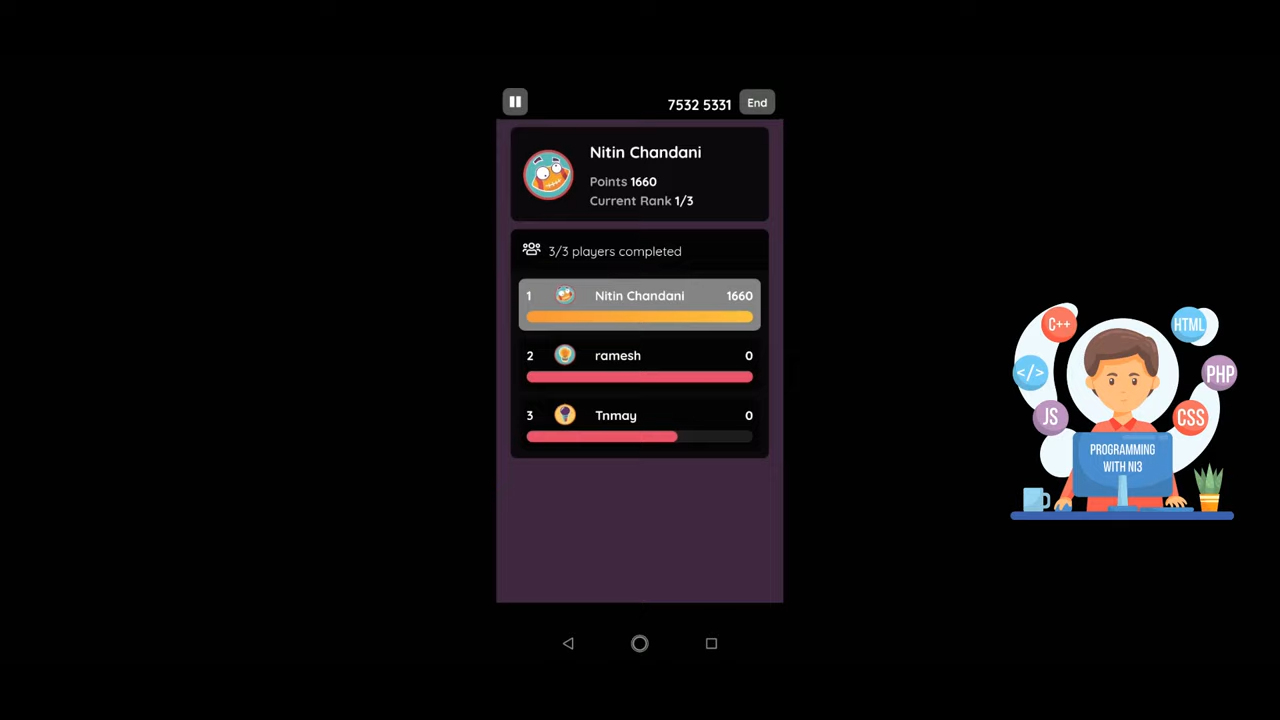 7532 5331 End
Nitin Chandani
Points 1660
Current Rank 1/3
3/3 players completed
1 Nitin Chandani 1660
2 ramesh 0
3 Tnmay 0
C++
HTML
</>
PHP
JS
CSS
PROGRAMMING
WITH NI3